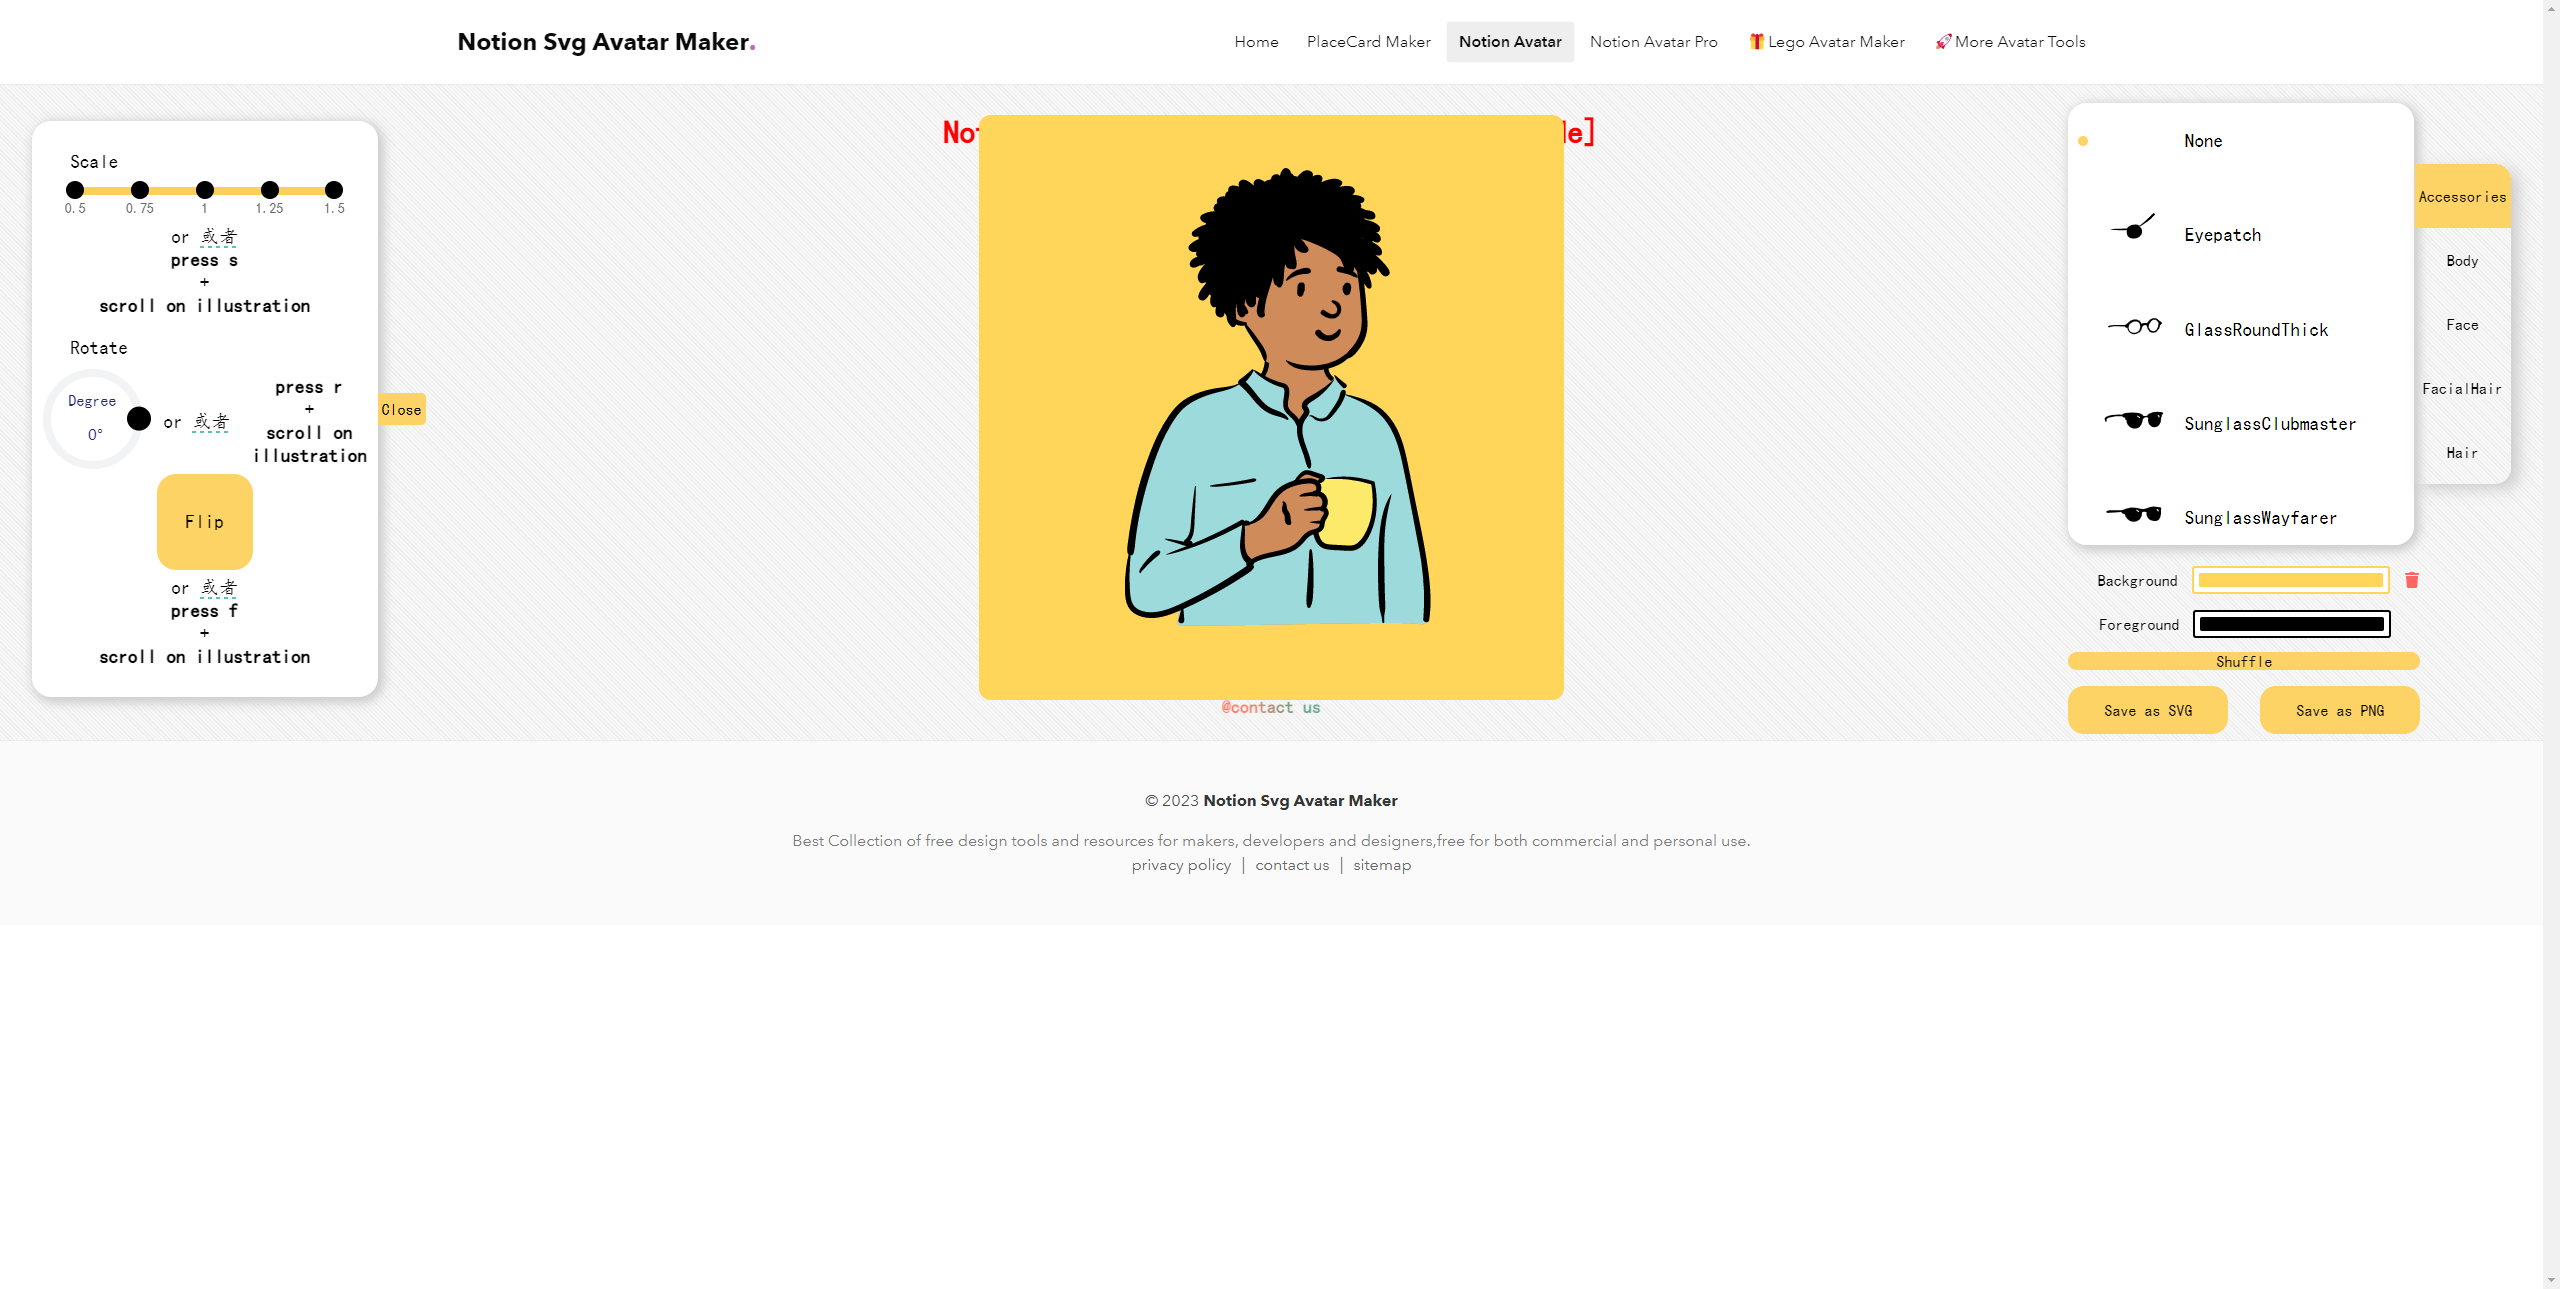 Notion Svg Avatar Maker.
Home
PlaceCard Maker
Notion Avatar
Notion Avatar Pro
🎁Lego Avatar Maker
🚀More Avatar Tools
Scale
0.5 0.75 1 1.25 1.5
or 或者
press s
+
scroll on illustration
Rotate
Degree
0°
or 或者
press r
+
scroll on
illustration
Flip
or 或者
press f
+
scroll on illustration
Close
@contact us
None
Eyepatch
GlassRoundThick
SunglassClubmaster
SunglassWayfarer
Accessories
Body
Face
FacialHair
Hair
Background
Foreground
Shuffle
Save as SVG
Save as PNG
© 2023 Notion Svg Avatar Maker
Best Collection of free design tools and resources for makers, developers and designers,free for both commercial and personal use.
privacy policy | contact us | sitemap